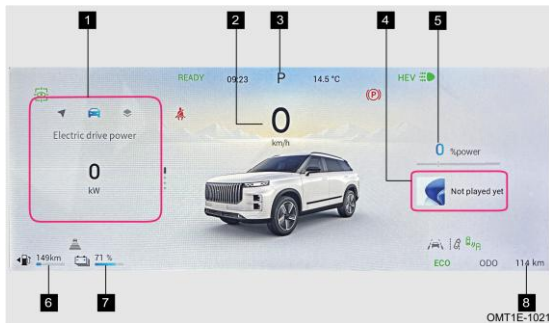 1
2
3
4
5
READY 09:23 P 14.5 °C HEV
(P)
Electric drive power
0
kW
0
km/h
0 %power
Not played yet
149km 71 %
ECO ODO 114 km
6
7
8
OMT1E-1021